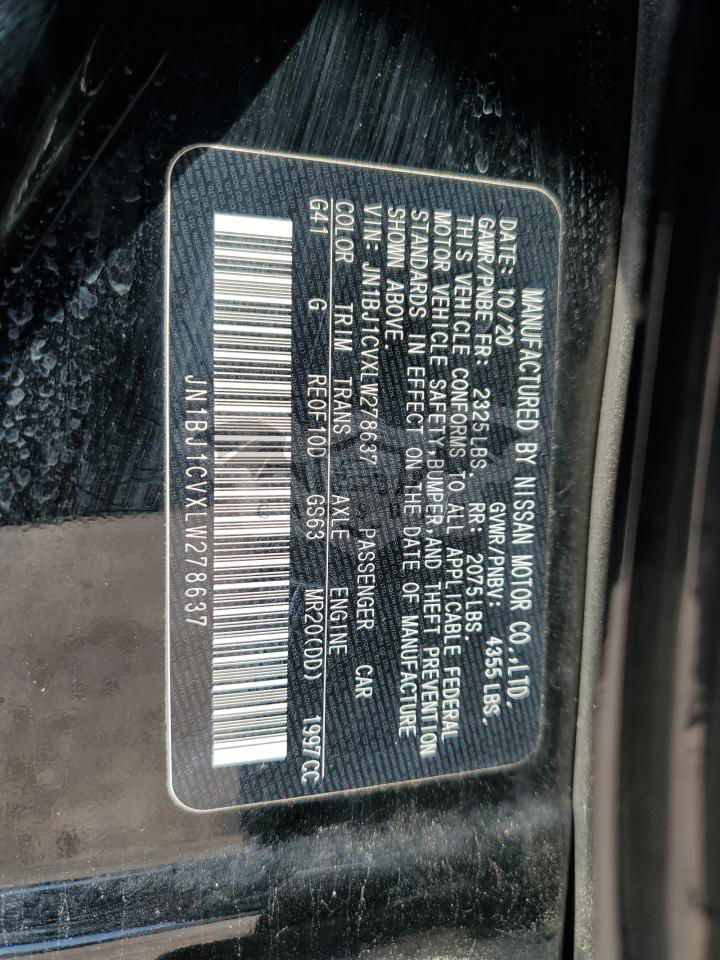 MANUFACTURED BY NISSAN MOTOR CO.,LTD.
DATE: 10/20 GVWR/PNBV: 4355 LBS,
GAWR/PNBE FR: 2325 LBS, RR 2075 LBS,
THIS VEHICLE CONFORMS TO ALL APPLICABLE FEDERAL
MOTOR VEHICLE SAFETY,BUMPER,AND THEFT PREVENTION
STANDARDS IN EFFECT ON THE DATE OF MANUFACTURE
SHOWN ABOVE.
VIN: JN1BJ1CVXLW278637 PASSENGER CAR
COLOR TRIM TRANS AXLE ENGINE
G41 G RE0F10D GS63 MR20(DD) 1997CC
JN1BJ1CVXLW278637